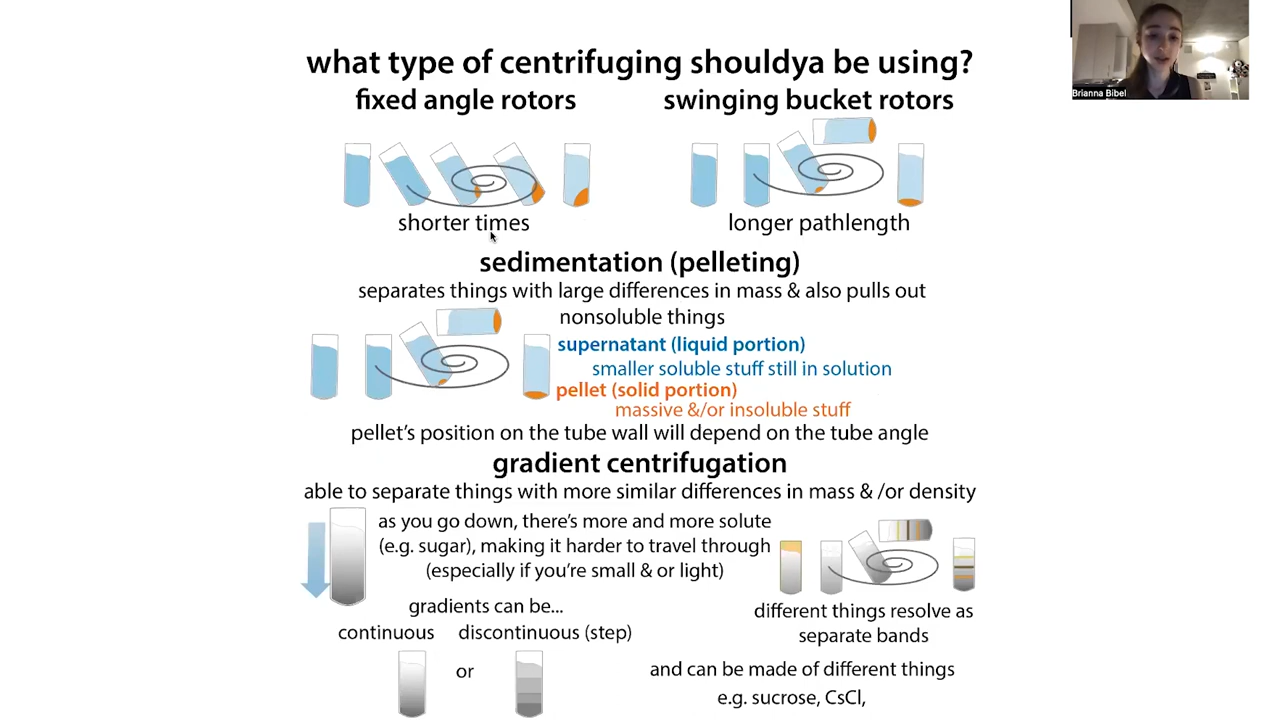 what type of centrifuging shouldya be using?
fixed angle rotors
swinging bucket rotors
Brianna Bibel
shorter times
longer pathlength
sedimentation (pelleting)
separates things with large differences in mass & also pulls out
nonsoluble things
supernatant (liquid portion)
smaller soluble stuff still in solution
pellet (solid portion)
massive &/or insoluble stuff
pellet's position on the tube wall will depend on the tube angle
gradient centrifugation
able to separate things with more similar differences in mass & /or density
as you go down, there's more and more solute
(e.g. sugar), making it harder to travel through
(especially if you're small & or light)
different things resolve as
separate bands
gradients can be...
continuous
discontinuous (step)
or
and can be made of different things
e.g. sucrose, CsCl,